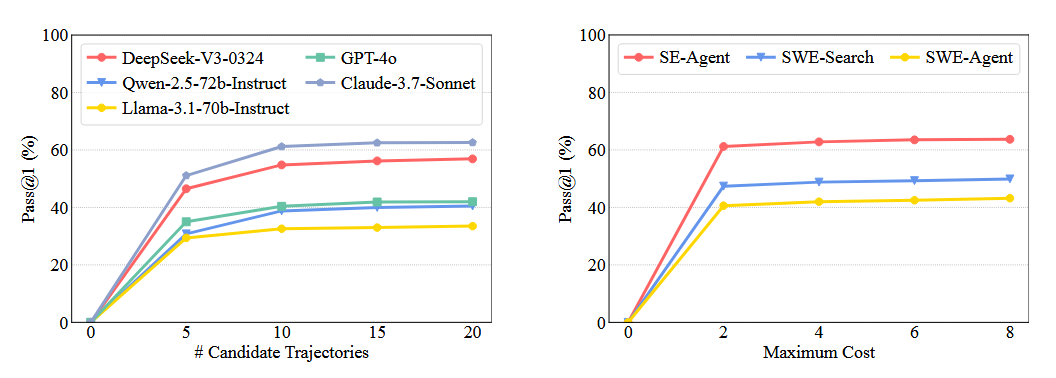 100
80
60
40
20
0
Pass@1 (%)
DeepSeek-V3-0324
Qwen-2.5-72b-Instruct
Llama-3.1-70b-Instruct
GPT-4o
Claude-3.7-Sonnet
0 5 10 15 20
# Candidate Trajectories
100
80
60
40
20
0
Pass@1 (%)
SE-Agent SWE-Search SWE-Agent
0 2 4 6 8
Maximum Cost